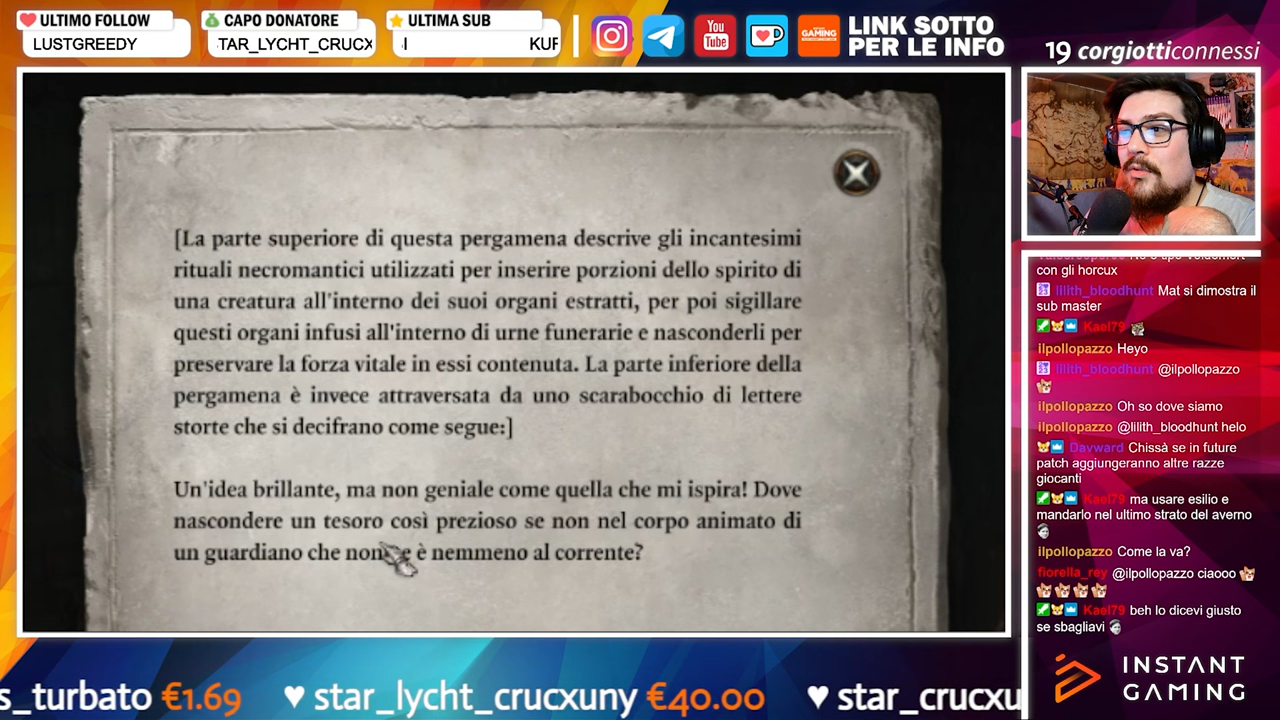 ULTIMO FOLLOW
LUSTGREEDY
CAPO DONATORE
TAR_LYCHT_CRUCX
ULTIMA SUB
KUF
You
Tube
GAMING
LINK SOTTO
PER LE INFO
19 corgiotticonnessi
[La parte superiore di questa pergamena descrive gli incantesimi
rituali necromantici utilizzati per inserire porzioni dello spirito di
una creatura all'interno dei suoi organi estratti, per poi sigillare
questi organi infusi all'interno di urne funerarie e nasconderli per
preservare la forza vitale in essi contenuta. La parte inferiore della
pergamena è invece attraversata da uno scarabocchio di lettere
storte che si decifrano come segue:]
Un'idea brillante, ma non geniale come quella che mi ispira! Dove
nascondere un tesoro così prezioso se non nel corpo animato di
un guardiano che non è nemmeno al corrente?
con gli horcux
lilith_bloodhunt Mat si dimostra il
sub master
Kael79
ilpollopazzo Heyo
lilith_bloodhunt @ilpollopazzo
ilpollopazzo Oh so dove siamo
ilpollopazzo @lilith_bloodhunt helo
Davward Chissà se in future
patch aggiungeranno altre razze
giocanti
Kael79 ma usare esilio e
mandarlo nel ultimo strato del averno
ilpollopazzo Come la va?
fiorella_rey @ilpollopazzo ciaooo
Kael79 beh lo dicevi giusto
se sbagliavi
INSTANT
GAMING
s_turbato €1.69 ♥ star_lycht_crucxuny €40.00 ♥ star_crucxu